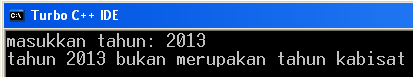 Turbo C++ IDE
masukkan tahun: 2013
tahun 2013 bukan merupakan tahun kabisat